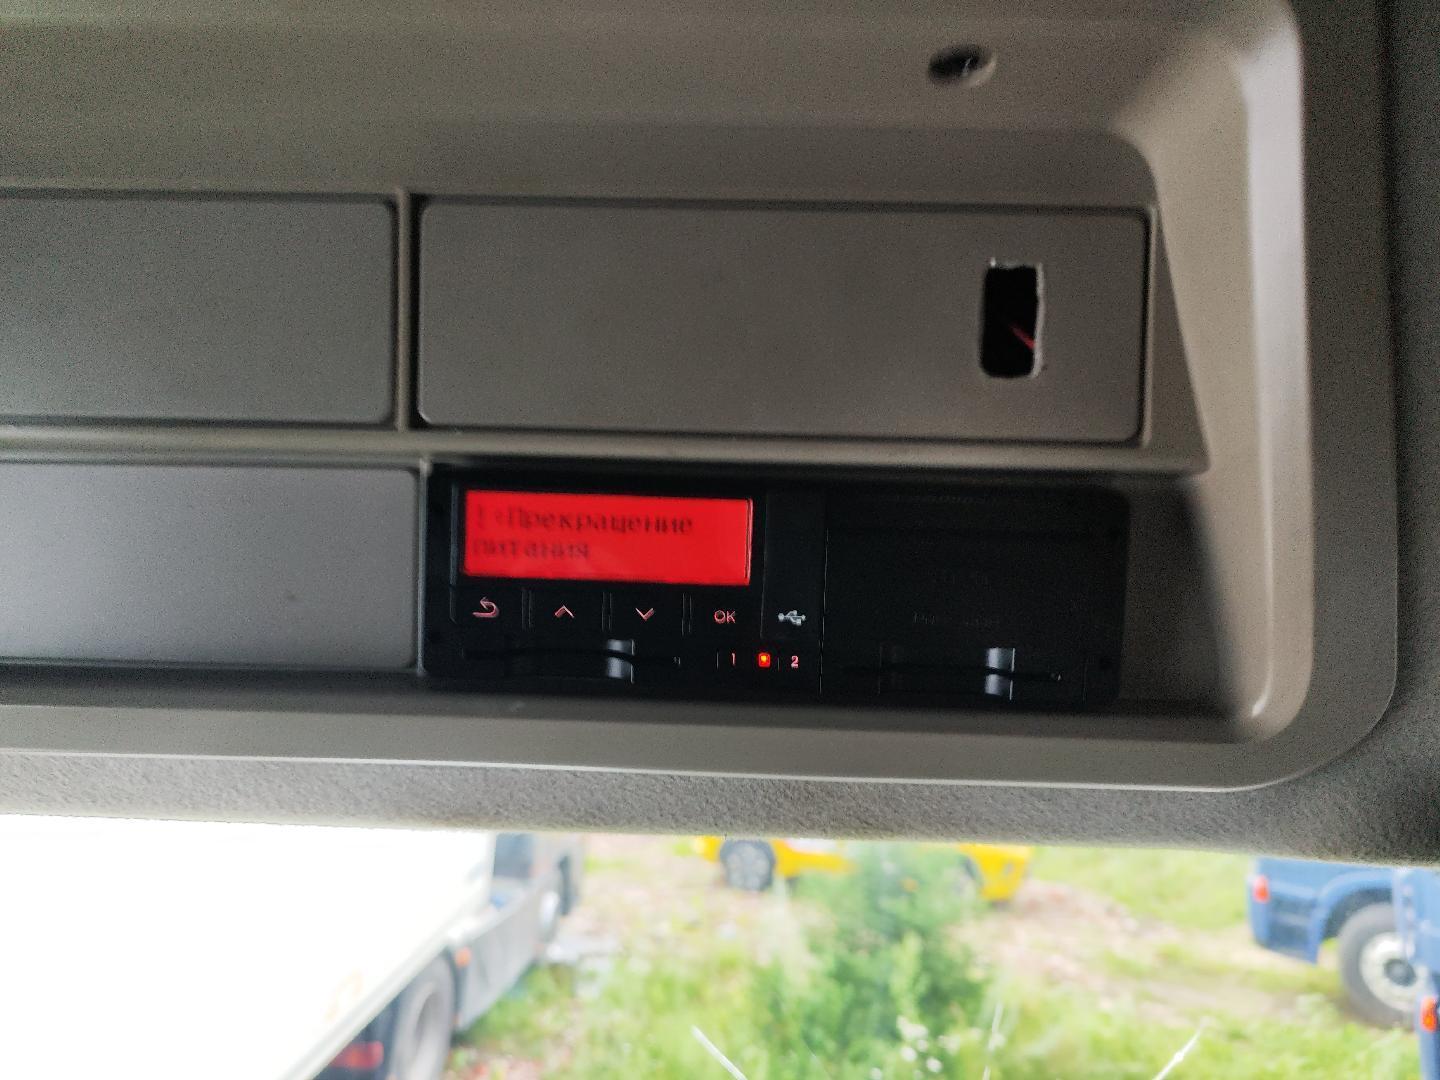 !÷Прекращение
питания
OK
1 2